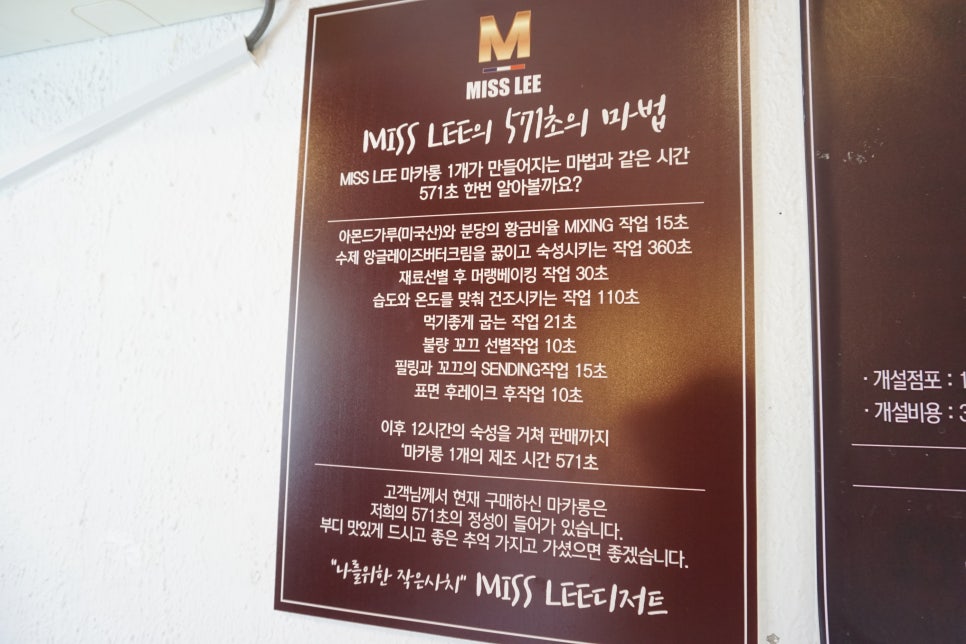 M
MISS LEE
MISS LEE의 571초의 마법
MISS LEE 마카롱 1개가 만들어지는 마법과 같은 시간
571초 한번 알아볼까요?
아몬드가루(미국산)와 분당의 황금비율 MIXING 작업 15초
수제 앙글레이즈버터크림을 끓이고 숙성시키는 작업 360초
재료선별 후 머랭베이킹 작업 30초
습도와 온도를 맞춰 건조시키는 작업 110초
먹기좋게 굽는 작업 21초
불량 꼬끄 선별작업 10초
필링과 꼬끄의 SENDING작업 15초
표면 후레이크 후작업 10초
이후 12시간의 숙성을 거쳐 판매까지
'마카롱 1개의 제조 시간 571초
고객님께서 현재 구매하신 마카롱은
저희의 571초의 정성이 들어가 있습니다.
부디 맛있게 드시고 좋은 추억 가지고 가셨으면 좋겠습니다.
"나를위한 작은사치" MISS LEE디저트
· 개설점포 : 1
· 개설비용 : 3